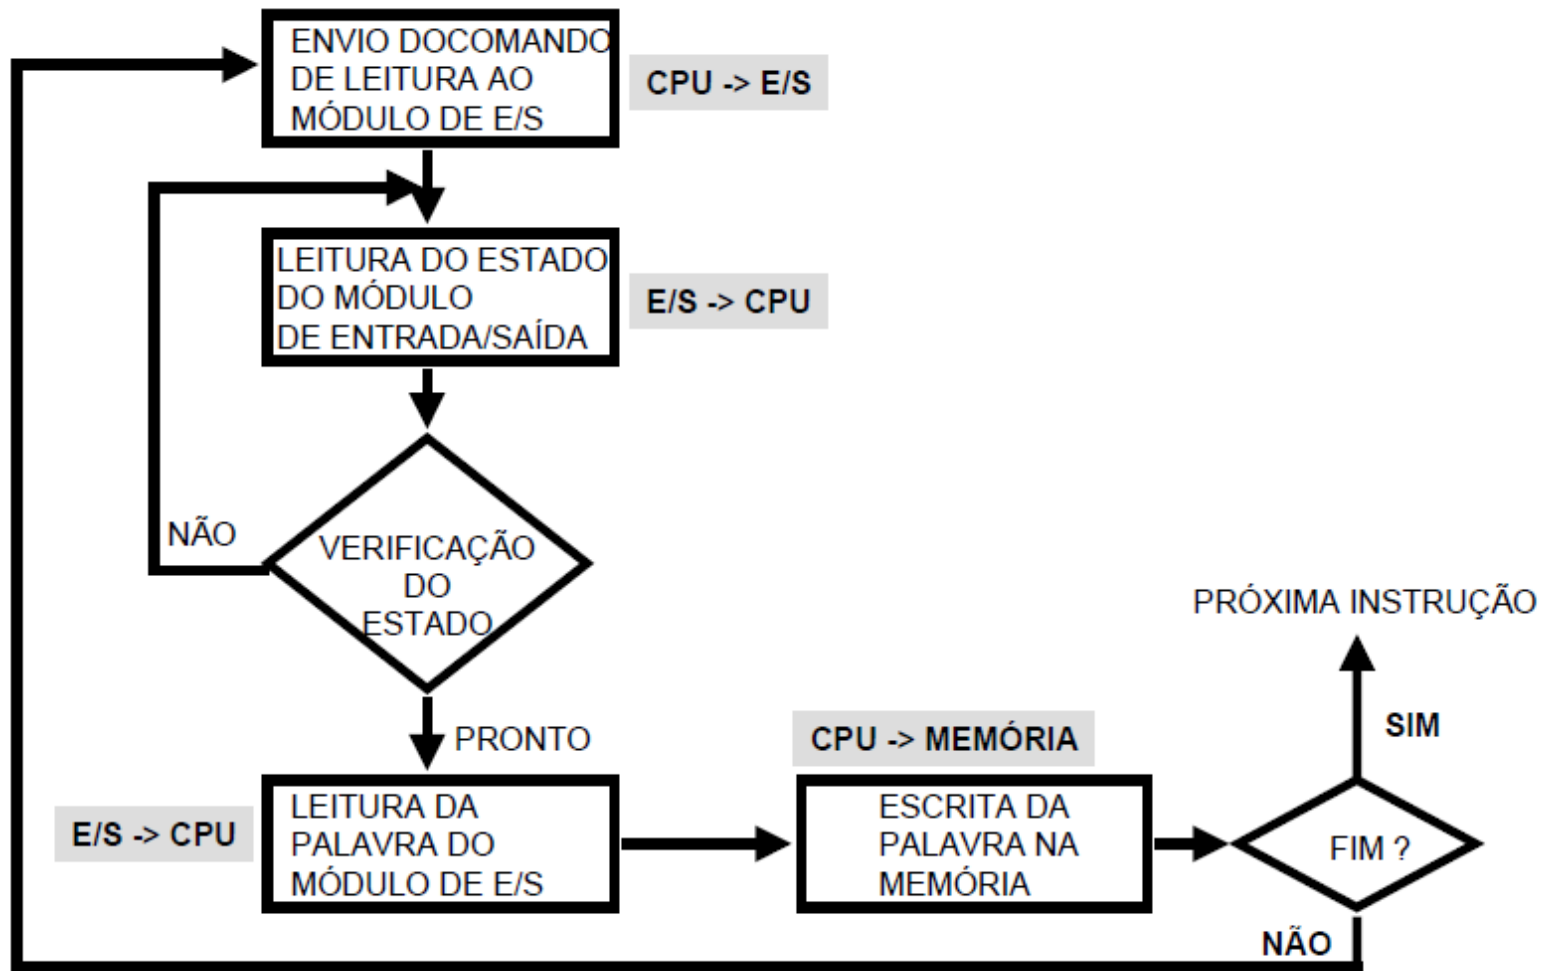 ENVIO DOCOMANDO
DE LEITURA AO
MÓDULO DE E/S
CPU -> E/S
LEITURA DO ESTADO
DO MÓDULO
DE ENTRADA/SAÍDA
E/S -> CPU
NÃO
VERIFICAÇÃO
DO
ESTADO
PRONTO
E/S -> CPU
LEITURA DA
PALAVRA DO
MÓDULO DE E/S
CPU -> MEMÓRIA
ESCRITA DA
PALAVRA NA
MEMÓRIA
PRÓXIMA INSTRUÇÃO
SIM
FIM ?
NÃO